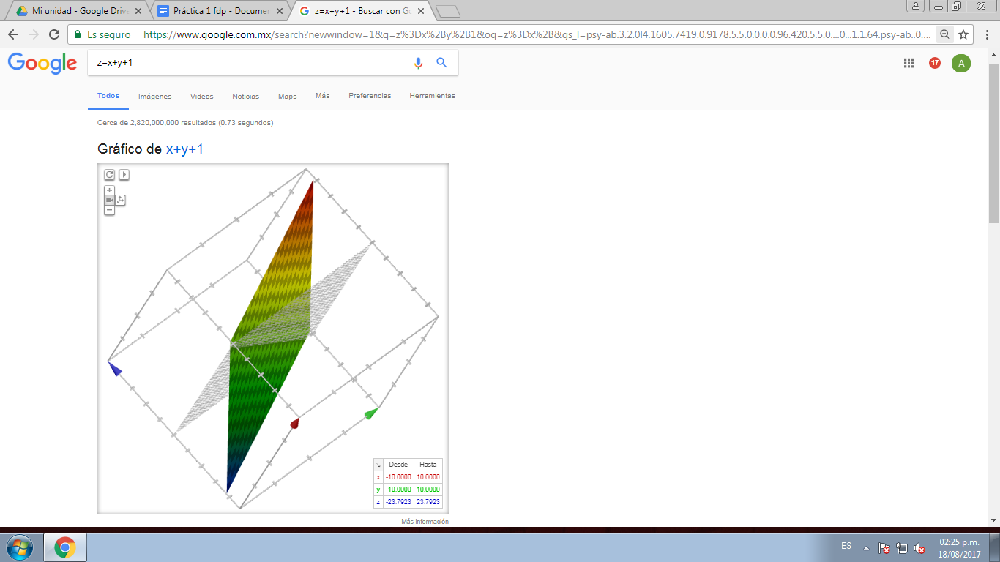 Mi unidad - Google Drive
Práctica 1 fdp - Documen
z=x+y+1 - Buscar con Go
Es seguro
https://www.google.com.mx/search?newwindow=1&q=z%3Dx%2By%2B1&oq=z%3Dx%2B&gs_l=psy-ab.3.2.0l4.1605.7419.0.9178.5.5.0.0.0.0.96.420.5.5.0....0...1.1.64.psy-ab..0....
Google
z=x+y+1
17
A
Todos Imágenes Videos Noticias Maps Más Preferencias Herramientas
Cerca de 2,820,000,000 resultados (0.73 segundos)
Gráfico de x+y+1
Desde Hasta
x -10.0000 10.0000
y -10.0000 10.0000
z -23.7923 23.7923
Más información
ES
02:25 p.m.
18/08/2017